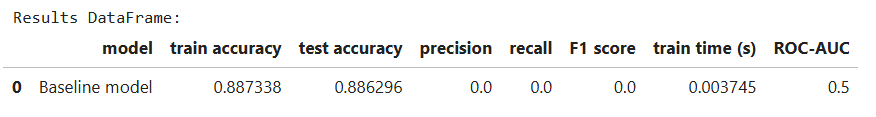 Results DataFrame:
model train accuracy test accuracy precision recall F1 score train time (s) ROC-AUC
0 Baseline model 0.887338 0.886296 0.0 0.0 0.0 0.003745 0.5